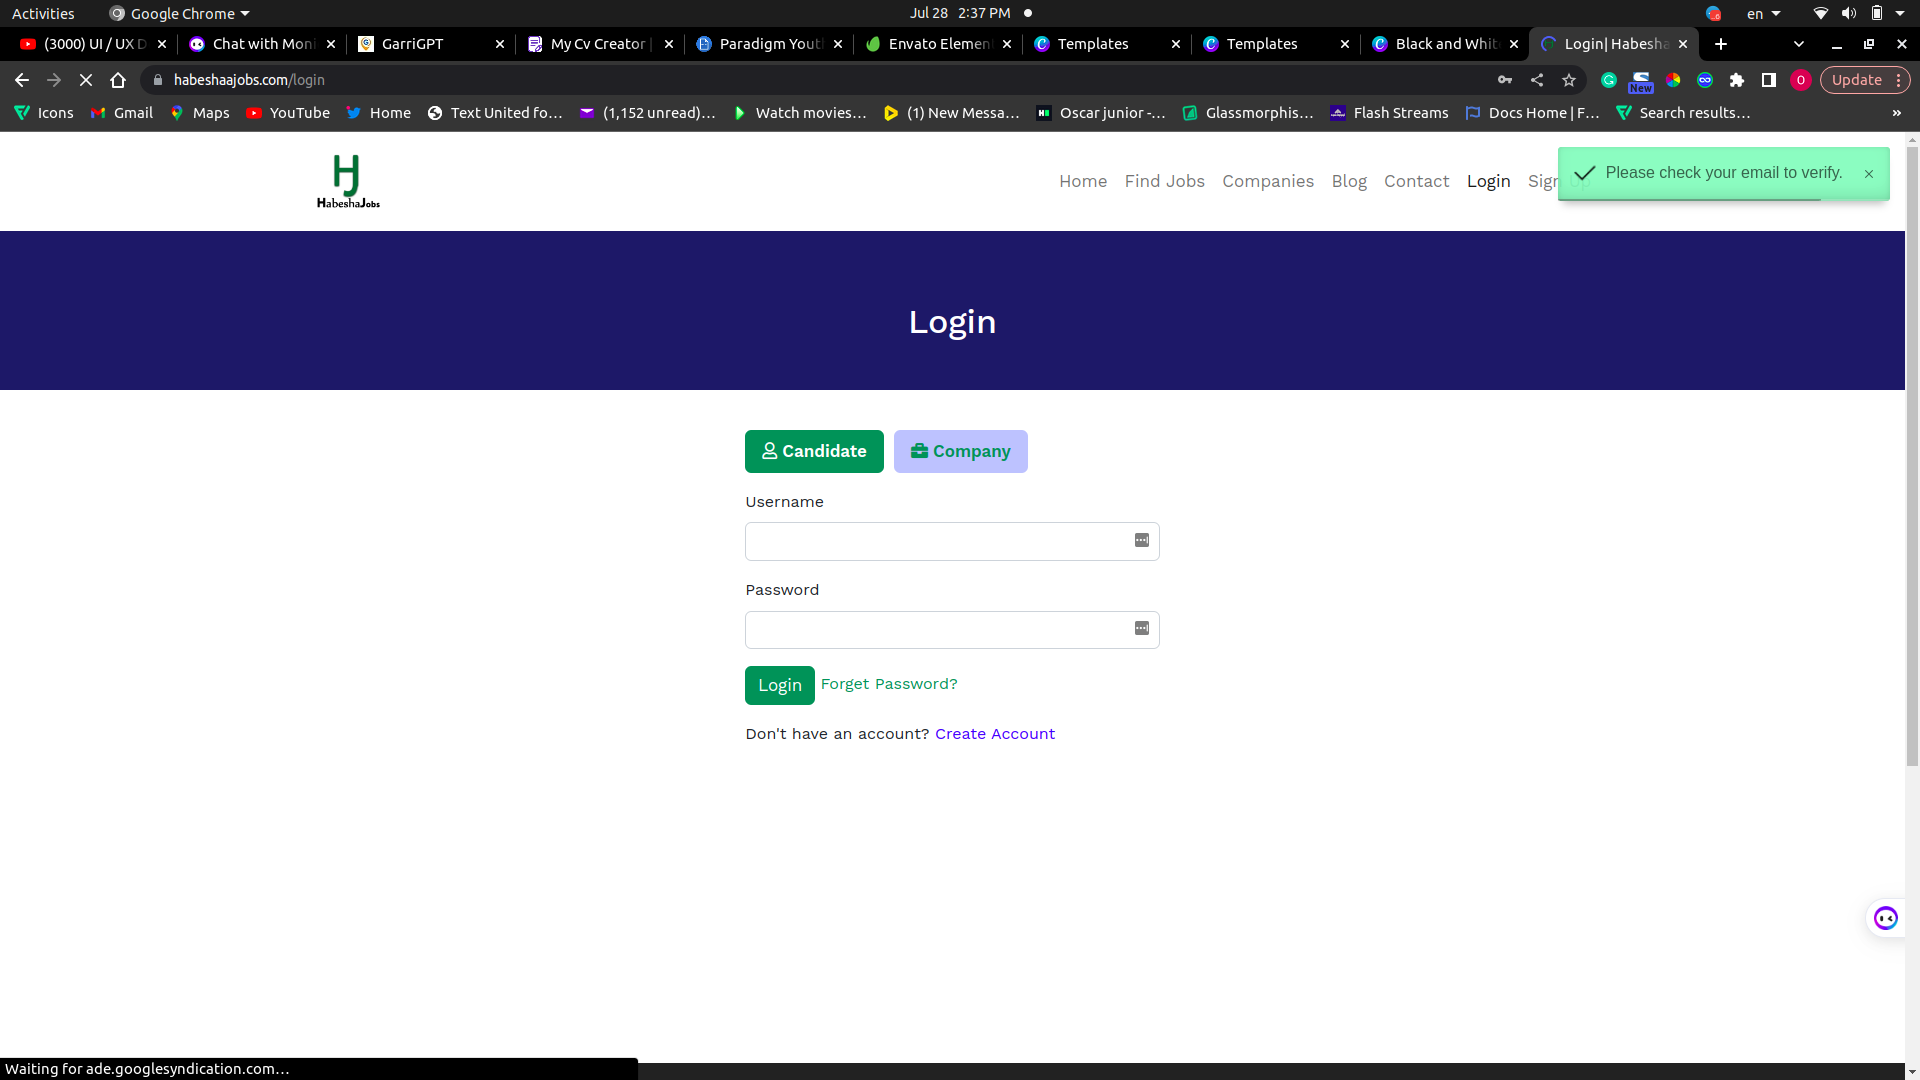 Activities
Google Chrome
Jul 28 2:37 PM
en
(3000) UI / UX D
Chat with Moni
GarriGPT
My Cv Creator |
Paradigm Yout
Envato Elemen
Templates
Templates
Black and Whit
Login| Habesha
habeshaajobs.com/login
New
O
Update
Icons
Gmail
Maps
YouTube
Home
Text United fo...
(1,152 unread)...
Watch movies...
(1) New Messa...
Oscar junior -...
Glassmorphis...
Flash Streams
Docs Home | F...
Search results...
»
HJ
HabeshaJobs
Home
Find Jobs
Companies
Blog
Contact
Login
Sign Up
Please check your email to verify.
×
Login
Candidate
Company
Username
Password
Login
Forget Password?
Don't have an account? Create Account
Waiting for ade.googlesyndication.com...